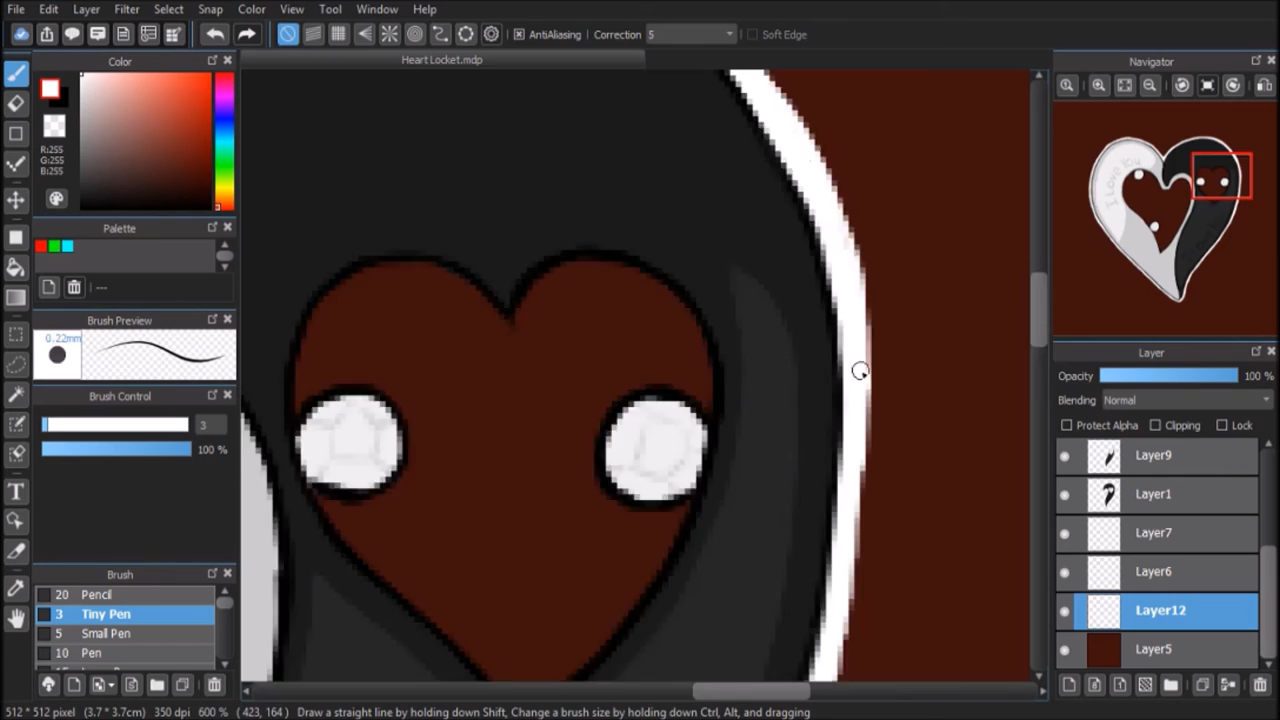 File Edit Layer Filter Select Snap Color View Tool Window Help
AntiAliasing Correction 5 Soft Edge
Color
Heart Locket.mdp
Navigator
R:255
G:255
B:255
Palette
---
Brush Preview
0.22mm
Brush Control
3
100 %
Brush
20 Pencil
3 Tiny Pen
5 Small Pen
10 Pen
I Love You
Layer
Opacity 100 %
Blending Normal
Protect Alpha Clipping Lock
Layer9
Layer1
Layer7
Layer6
Layer12
Layer5
512 * 512 pixel (3.7 * 3.7cm) 350 dpi 600 % ( 423, 164 ) Draw a straight line by holding down Shift, Change a brush size by holding down Ctrl, Alt, and dragging